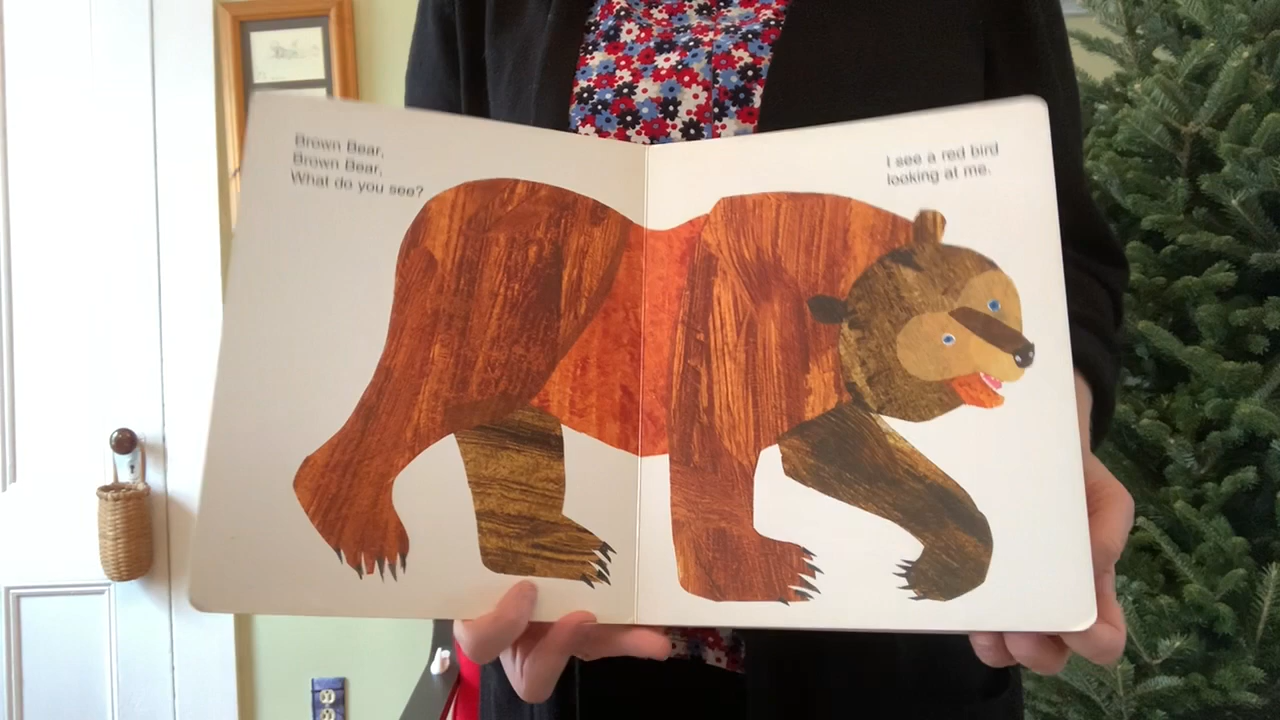 Brown Bear,
Brown Bear,
What do you see?
I see a red bird
looking at me.